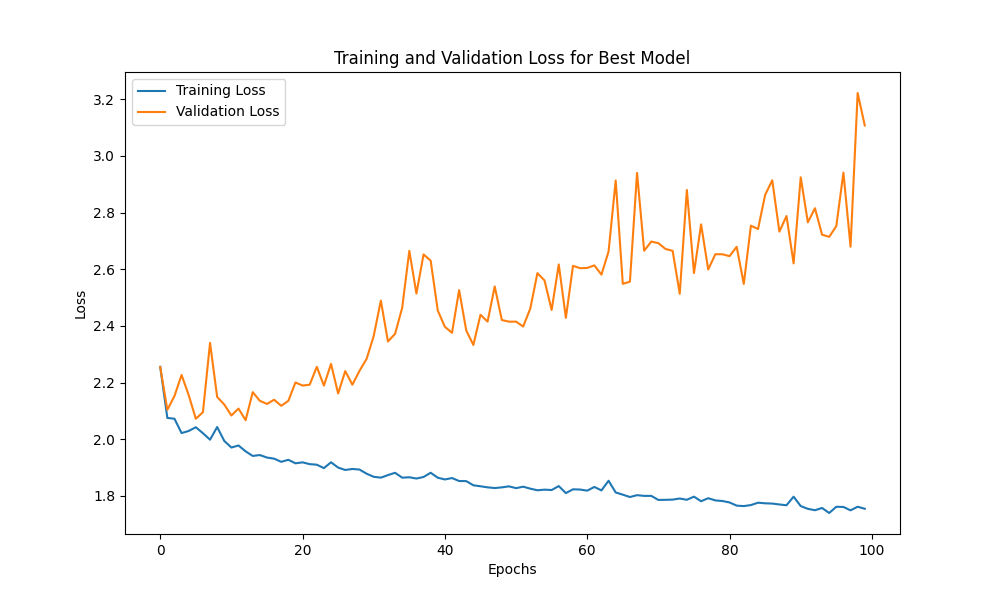 Training and Validation Loss for Best Model
Training Loss
Validation Loss
3.2
3.0
2.8
2.6
2.4
2.2
2.0
1.8
Loss
0 20 40 60 80 100
Epochs